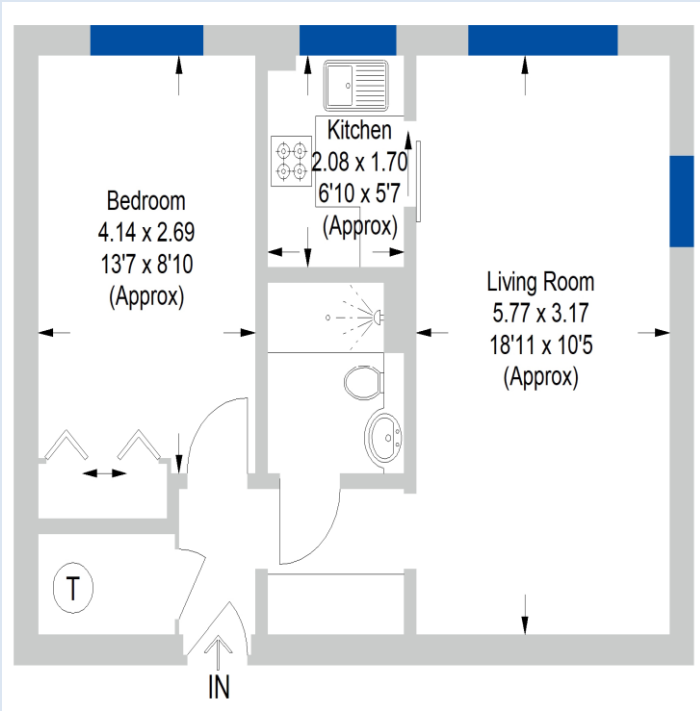 Kitchen
2.08 x 1.70
6'10 x 5'7
(Approx)
Bedroom
4.14 x 2.69
13'7 x 8'10
(Approx)
Living Room
5.77 x 3.17
18'11 x 10'5
(Approx)
T
IN